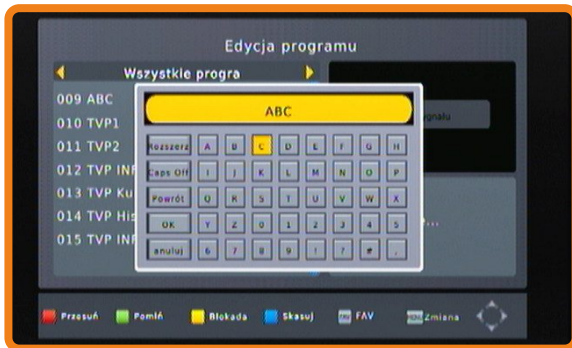 Edycja programu
Wszystkie progra
009 ABC
010 TVP1
011 TVP2
012 TVP INF
013 TVP Ku
014 TVP His
015 TVP INF
ygnału
...
ABC
Rozszerz A B C D E F G H
Caps Off I J K L M N O P
Powrót Q R S T U V W X
OK Y Z 0 1 2 3 4 5
anuluj 6 7 8 9 ! ? # .
Przesuń Pomiń Blokada Skasuj FAV FAV Zmiana